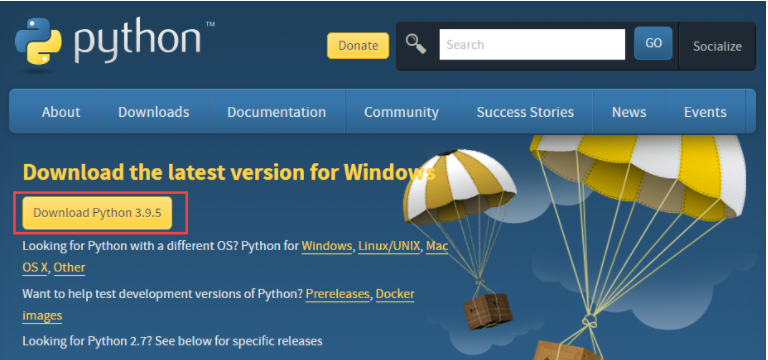 python™
Donate
Search
GO
Socialize
About Downloads Documentation Community Success Stories News Events
Download the latest version for Windows
Download Python 3.9.5
Looking for Python with a different OS? Python for Windows, Linux/UNIX, Mac
OS X, Other
Want to help test development versions of Python? Prereleases, Docker
images
Looking for Python 2.7? See below for specific releases